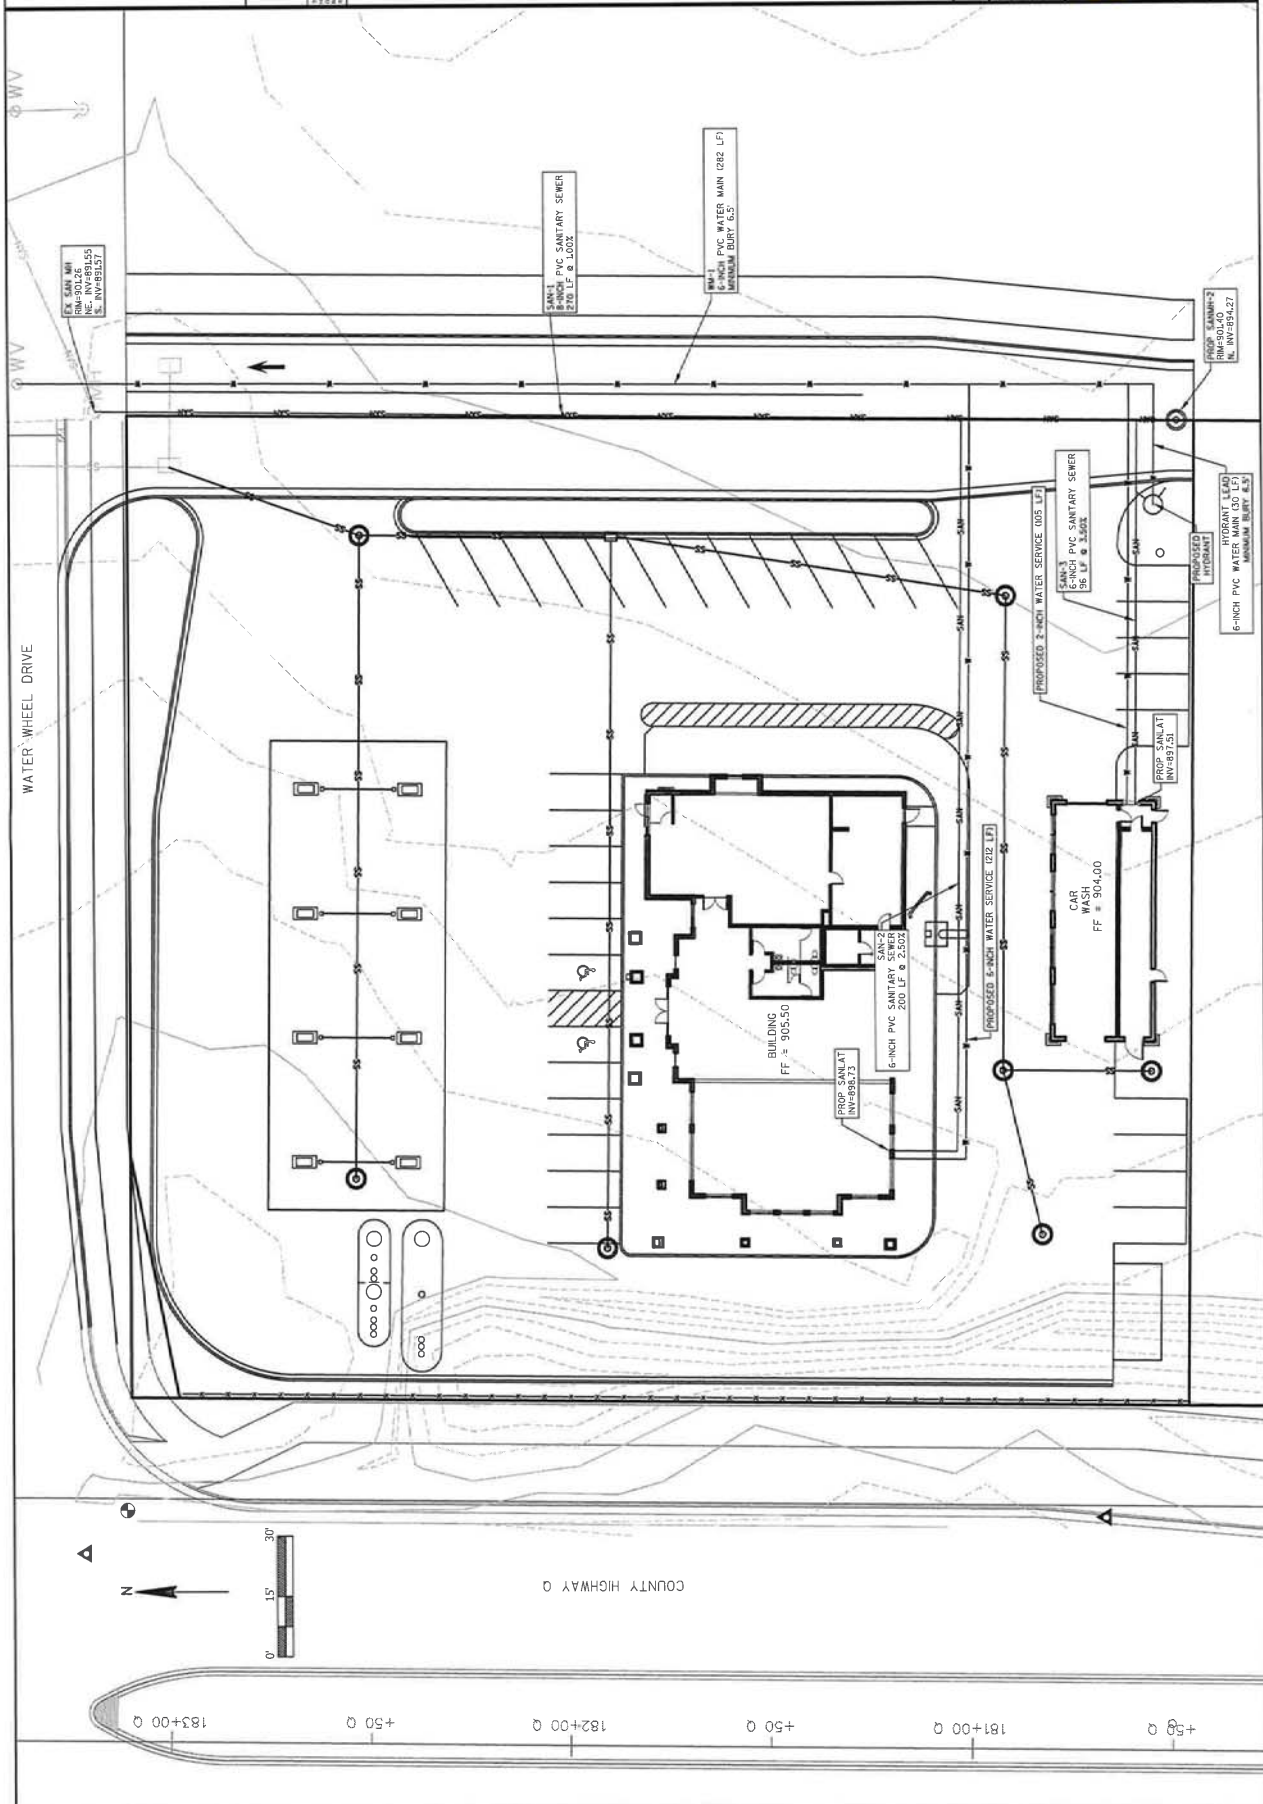 WATER WHEEL DRIVE
WV
WV
EX SAN MH
RIM=901.26
NE. INV=891.55
S. INV=891.57
SAN-1
8-INCH PVC SANITARY SEWER
270 LF @ 1.00%
WM-1
6-INCH PVC WATER MAIN (282 LF)
MINIMUM BURY 6.5'
PROP SANMH-2
RIM=901.40
N. INV=894.27
HYDRANT LEAD
6-INCH PVC WATER MAIN (30 LF)
MINIMUM BURY 6.5'
PROPOSED
HYDRANT
SAN-3
6-INCH PVC SANITARY SEWER
96 LF @ 3.50%
PROPOSED 2-INCH WATER SERVICE (105 LF)
PROP SANLAT
INV=897.51
CAR
WASH
FF = 904.00
PROPOSED 6-INCH WATER SERVICE (212 LF)
SAN-2
6-INCH PVC SANITARY SEWER
200 LF @ 2.50%
BUILDING
FF = 905.50
PROP SANLAT
INV=898.73
N
0' 15' 30'
COUNTY HIGHWAY Q
183+00 Q
+50 Q
182+00 Q
+50 Q
181+00 Q
+50 Q